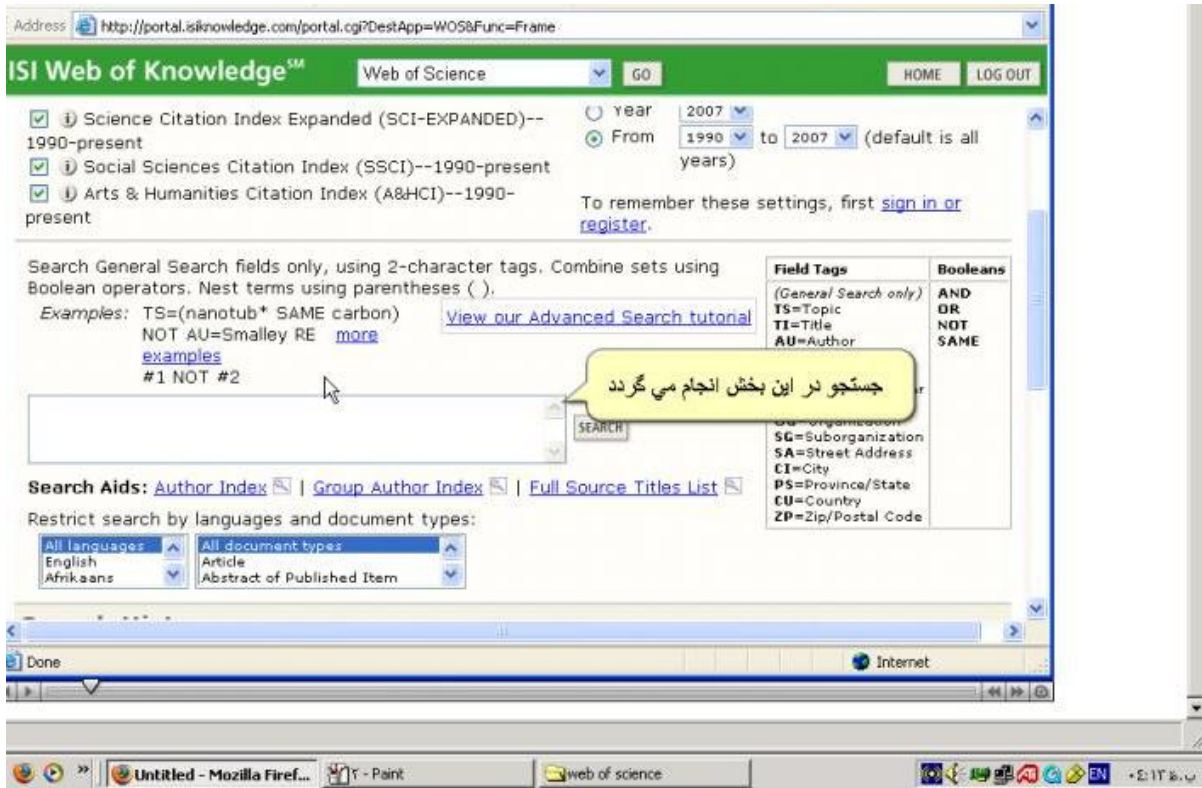 Address http://portal.isiknowledge.com/portal.cgi?DestApp=WOS&Func=Frame
ISI Web of Knowledge℠ Web of Science GO HOME LOG OUT
Science Citation Index Expanded (SCI-EXPANDED)--
1990-present
Social Sciences Citation Index (SSCI)--1990-present
Arts & Humanities Citation Index (A&HCI)--1990-
present
Year 2007
From 1990 to 2007 (default is all
years)
To remember these settings, first sign in or
register.
Search General Search fields only, using 2-character tags. Combine sets using
Boolean operators. Nest terms using parentheses ( ).
Examples: TS=(nanotub* SAME carbon)
NOT AU=Smalley RE more
examples
#1 NOT #2
View our Advanced Search tutorial
Field Tags
(General Search only)
TS=Topic
TI=Title
AU=Author
SG=Suborganization
SA=Street Address
CI=City
PS=Province/State
CU=Country
ZP=Zip/Postal Code
Booleans
AND
OR
NOT
SAME
جستجو در این بخش انجام می گردد
SEARCH
Search Aids: Author Index | Group Author Index | Full Source Titles List
Restrict search by languages and document types:
All languages
English
Afrikaans
All document types
Article
Abstract of Published Item
Done Internet
Untitled - Mozilla Firef... ٢ - Paint web of science EN